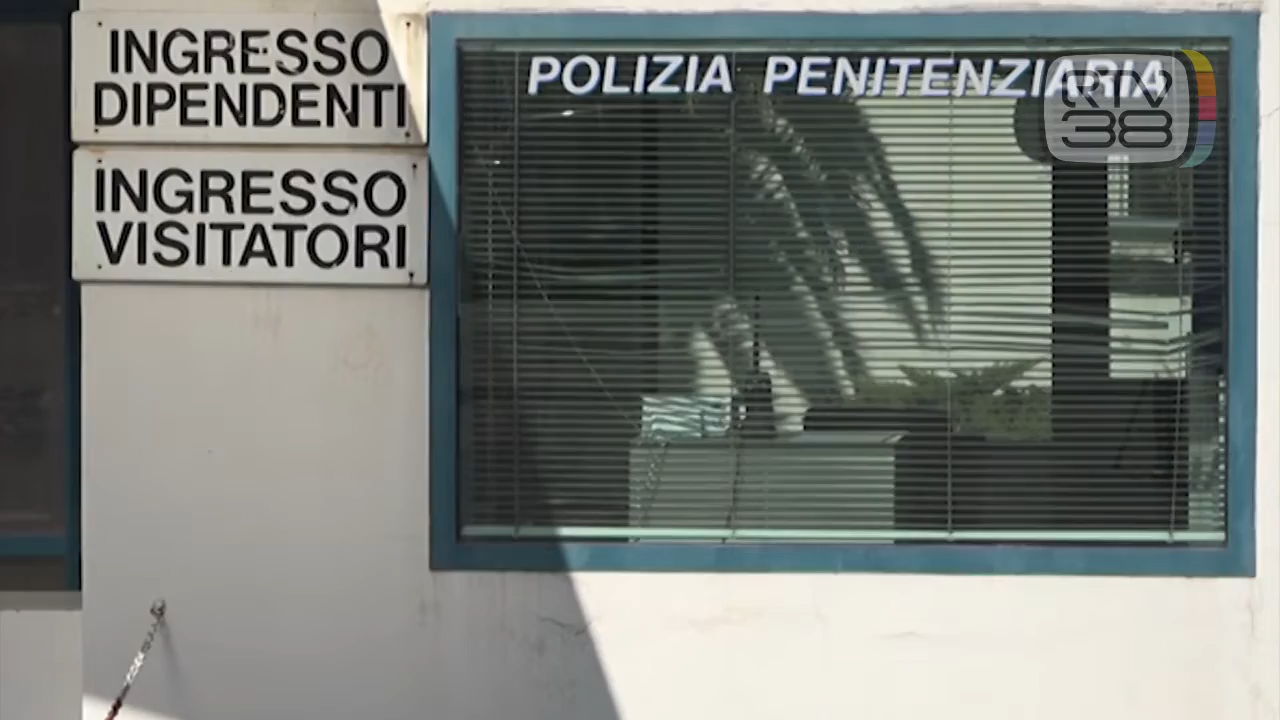 INGRESSO
DIPENDENTI
INGRESSO
VISITATORI
POLIZIA PENITENZIARIA
RTV
38